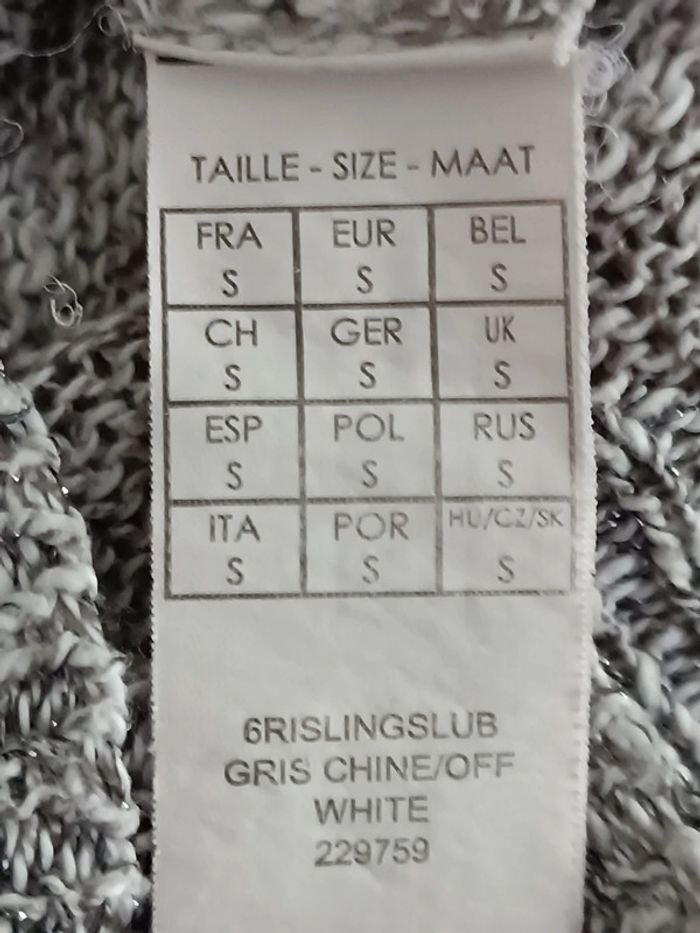 TAILLE - SIZE - MAAT
FRA EUR BEL
S S S
CH GER UK
S S S
ESP POL RUS
S S S
ITA POR HU/CZ/SK
S S S
6RISLINGSLUB
GRIS CHINE/OFF
WHITE
229759